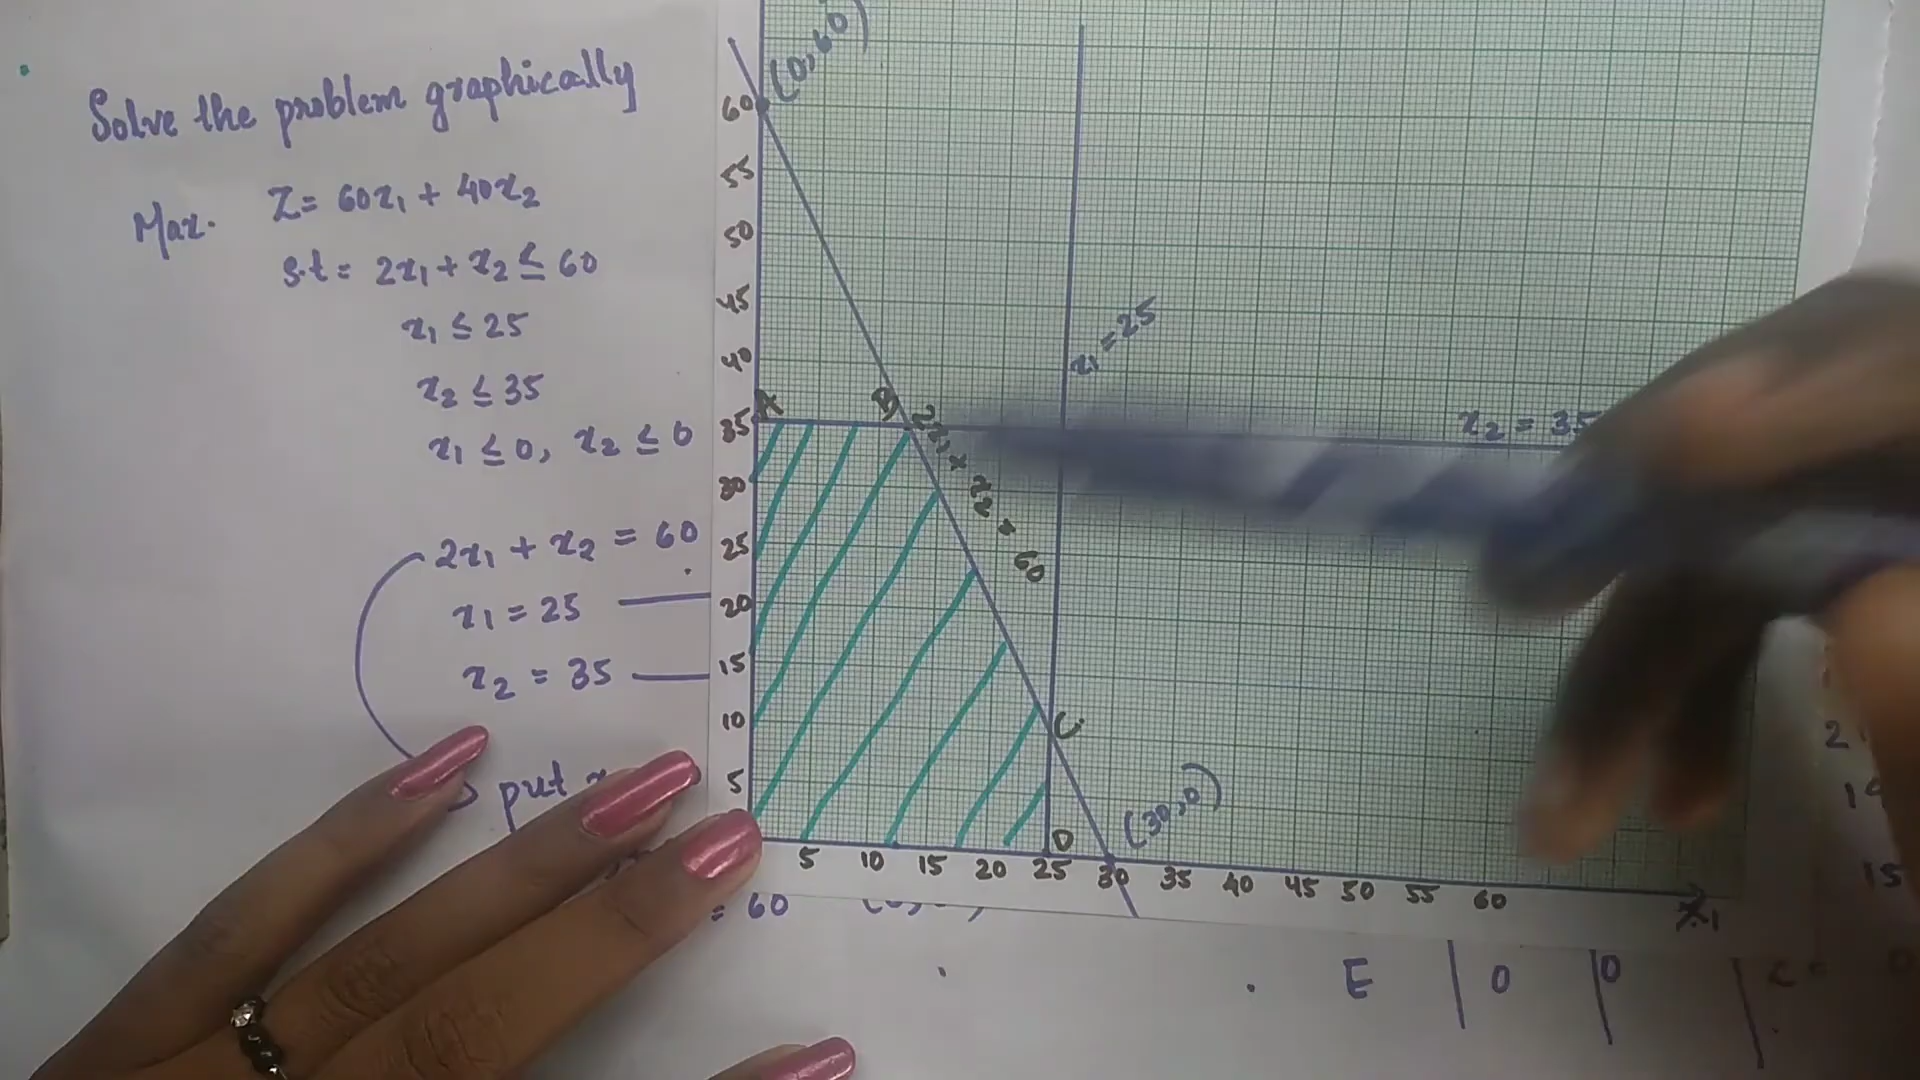 Solve the problem graphically
Max. Z = 60x₁ + 40x₂
s.t = 2x₁ + x₂ ≤ 60
x₁ ≤ 25
x₂ ≤ 35
x₁ ≤ 0, x₂ ≤ 0
2x₁ + x₂ = 60
x₁ = 25
x₂ = 35
put
= 60
(0,60)
60
55
50
45
40
35
30
25
20
15
10
5
A
B
2x₁ + x₂ = 60
x₁ = 25
x₂ = 35
C
D
(30,0)
5 10 15 20 25 30 35 40 45 50 55 60
X₁
E 0 0